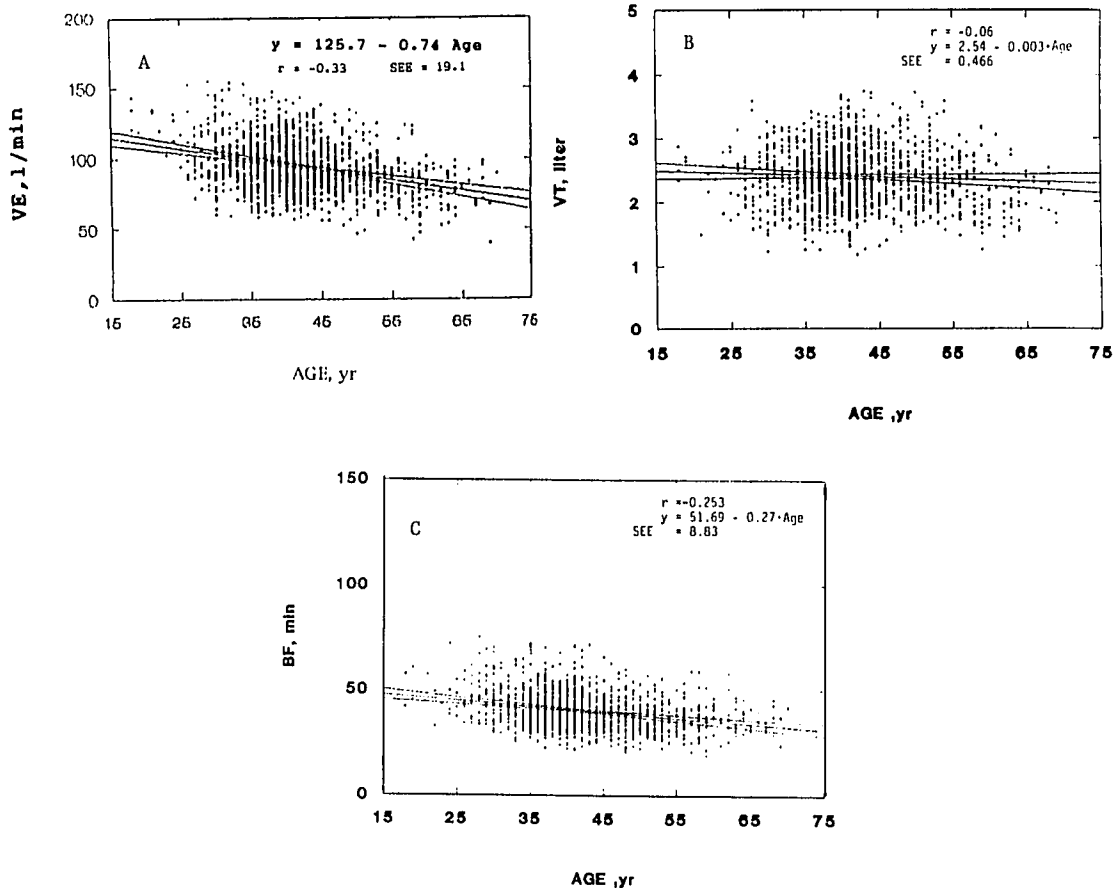 200
150
100
50
0
VE, l/min
A
y = 125.7 - 0.74 Age
r = -0.33 SEE = 19.1
15 25 35 45 55 65 75
AGE, yr
5
4
3
2
1
0
VT, liter
B
r = -0.06
y = 2.54 - 0.003·Age
SEE = 0.466
15 25 35 45 55 65 75
AGE ,yr
150
100
50
0
BF, min
C
r =-0.253
y = 51.69 - 0.27·Age
SEE = 8.83
15 25 35 45 55 65 75
AGE ,yr